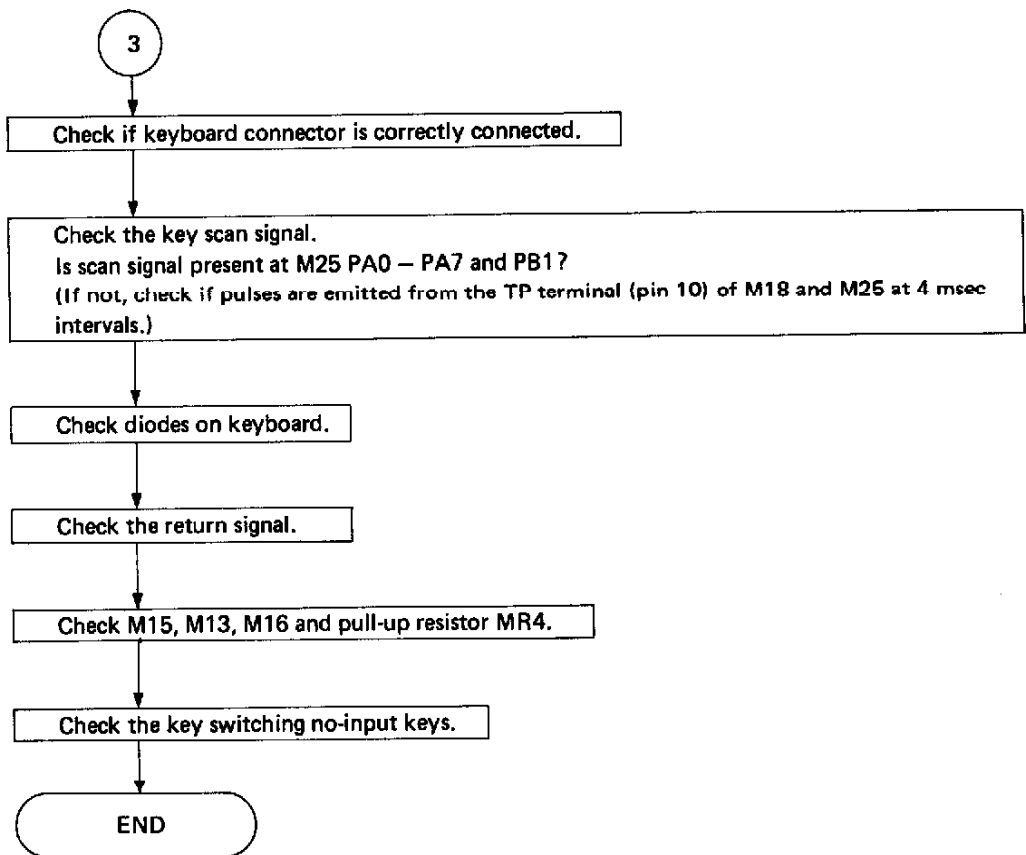 3
Check if keyboard connector is correctly connected.
Check the key scan signal.
Is scan signal present at M25 PA0 – PA7 and PB1?
(If not, check if pulses are emitted from the TP terminal (pin 10) of M18 and M25 at 4 msec
intervals.)
Check diodes on keyboard.
Check the return signal.
Check M15, M13, M16 and pull-up resistor MR4.
Check the key switching no-input keys.
END